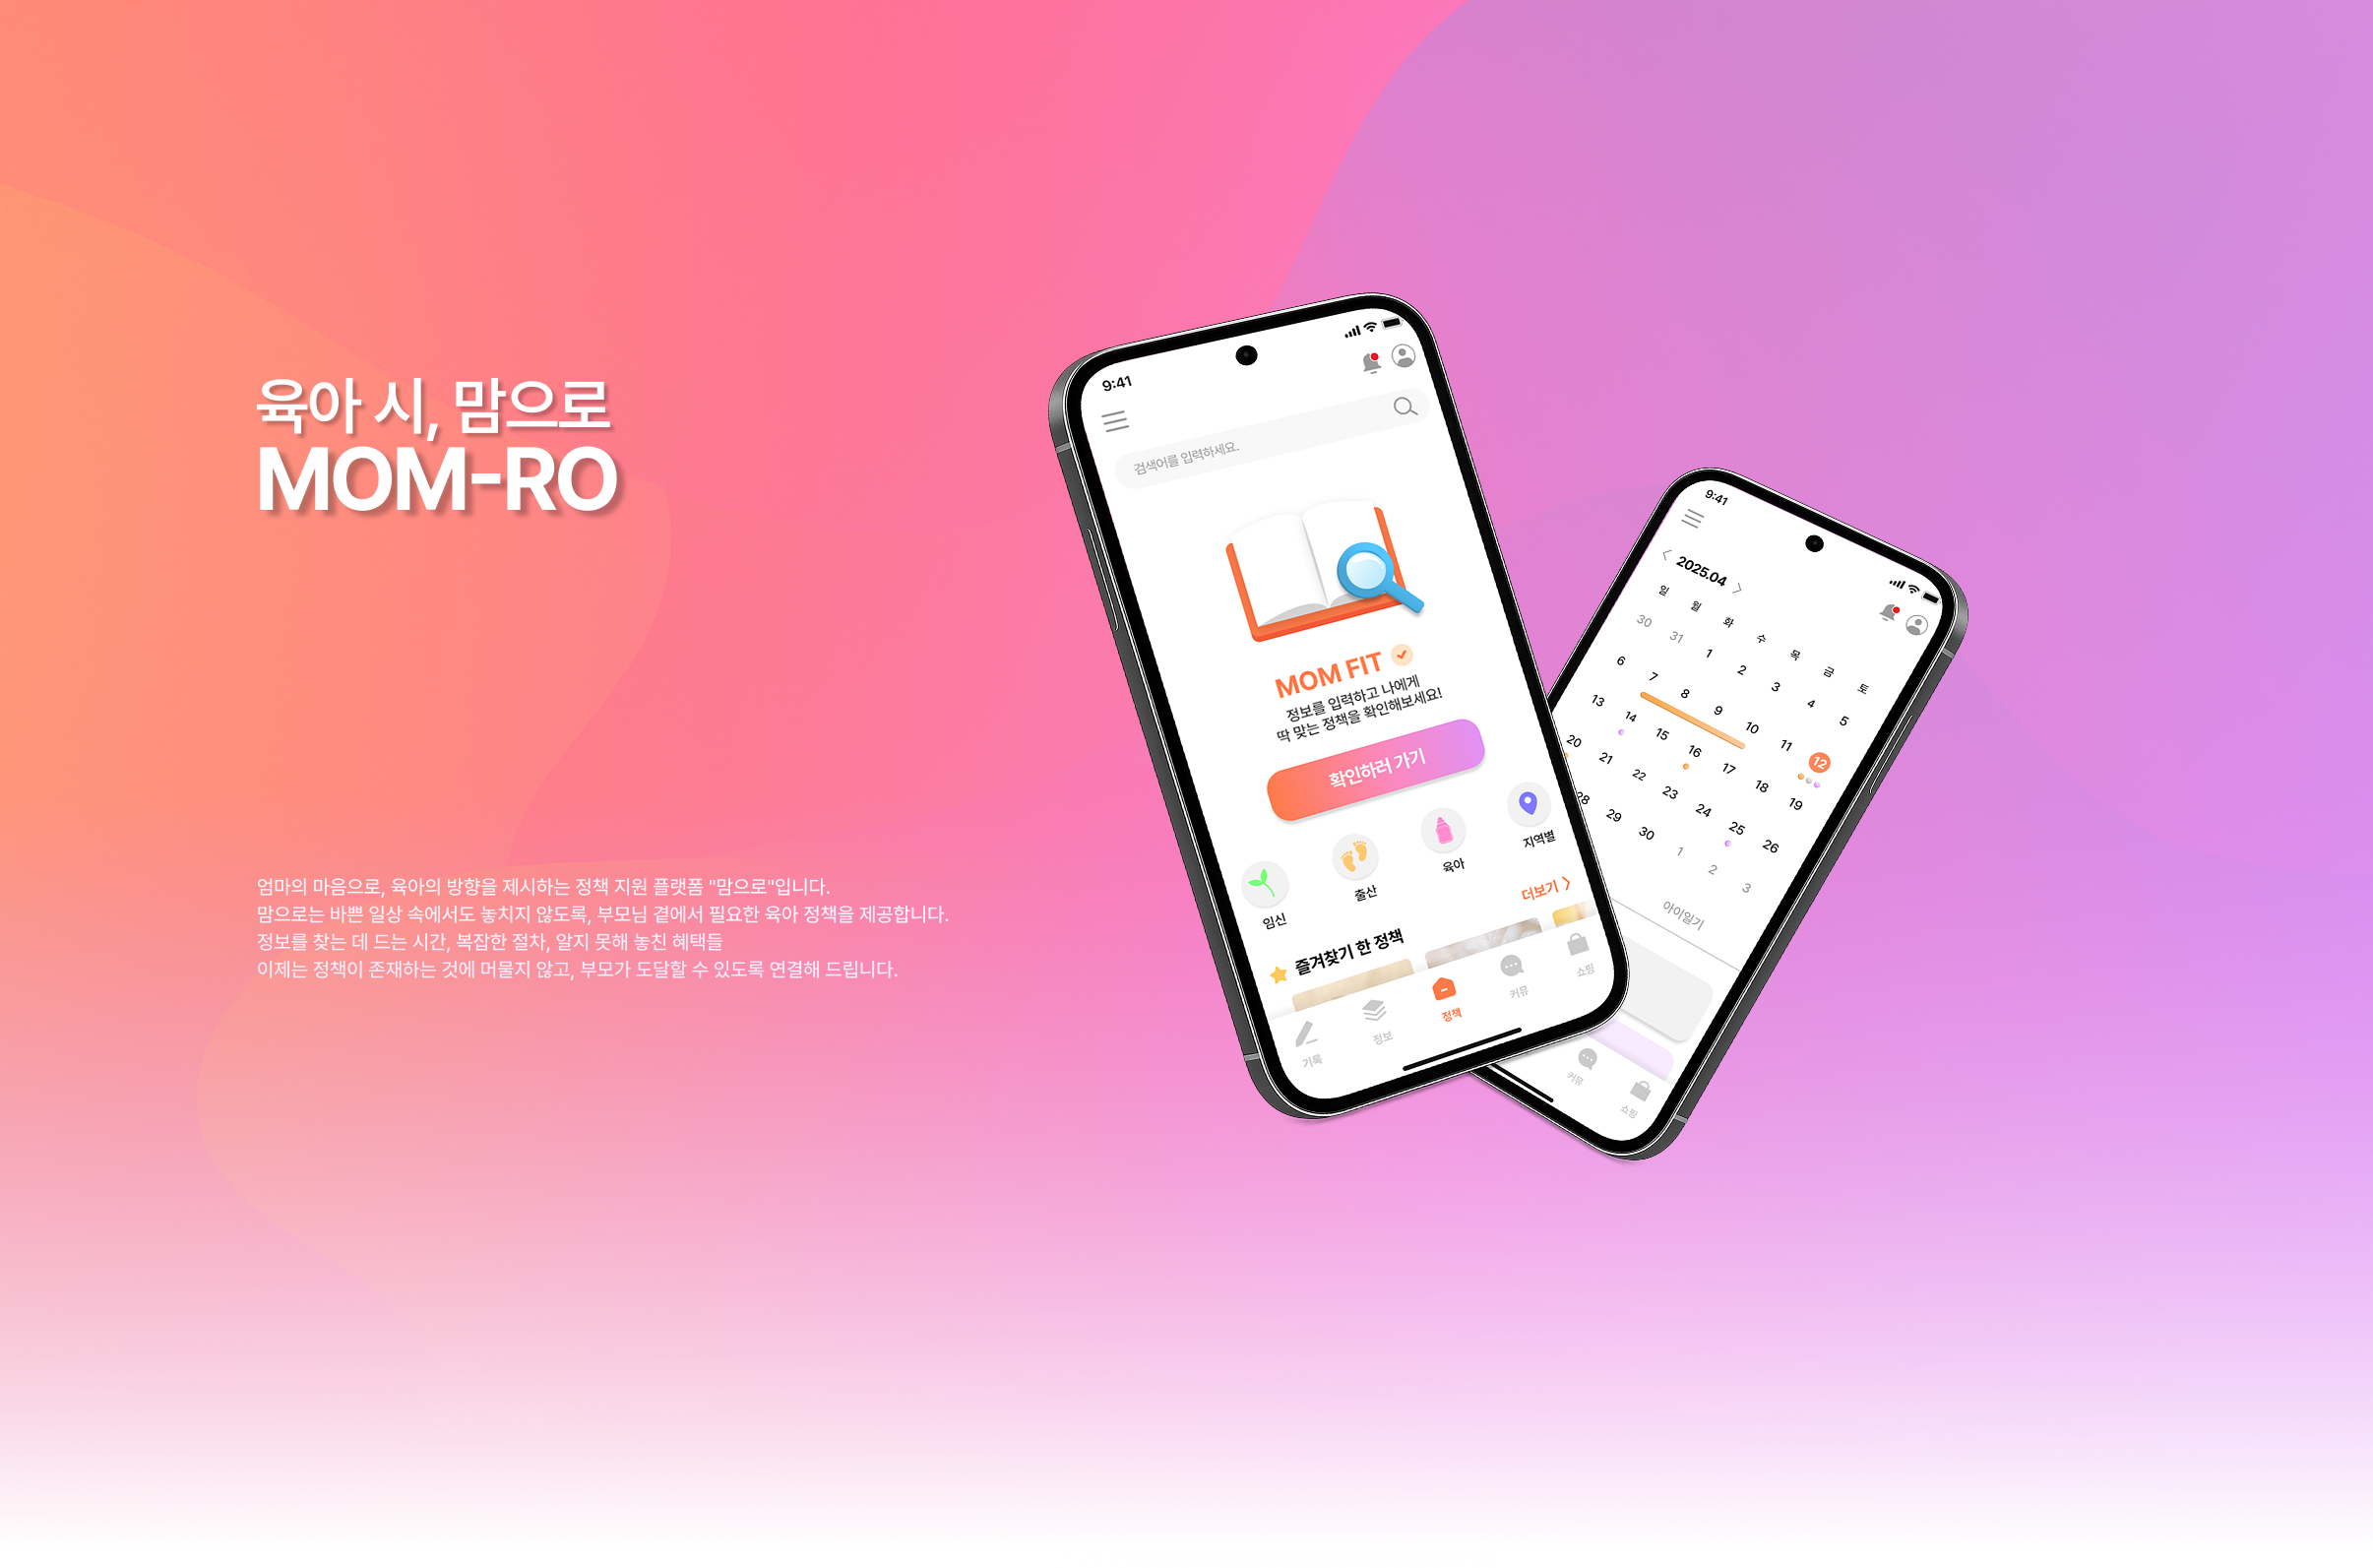 육아 시, 맘으로
MOM-RO
엄마의 마음으로, 육아의 방향을 제시하는 정책 지원 플랫폼 "맘으로"입니다.
맘으로는 바쁜 일상 속에서도 놓치지 않도록, 부모님 곁에서 필요한 육아 정책을 제공합니다.
정보를 찾는 데 드는 시간, 복잡한 절차, 알지 못해 놓친 혜택들
이제는 정책이 존재하는 것에 머물지 않고, 부모가 도달할 수 있도록 연결해 드립니다.
9:41
검색어를 입력하세요.
MOM FIT
정보를 입력하고 나에게
딱 맞는 정책을 확인해보세요!
확인하러 가기
임신 출산 육아 지역별
더보기 >
즐겨찾기 한 정책
기록 정보 정책 커뮤 쇼핑
9:41
< 2025.04 >
일 월 화 수 목 금 토
30 31 1 2 3 4 5
6 7 8 9 10 11 12
13 14 15 16 17 18 19
20 21 22 23 24 25 26
28 29 30 1 2 3
아이일기
커뮤 쇼핑